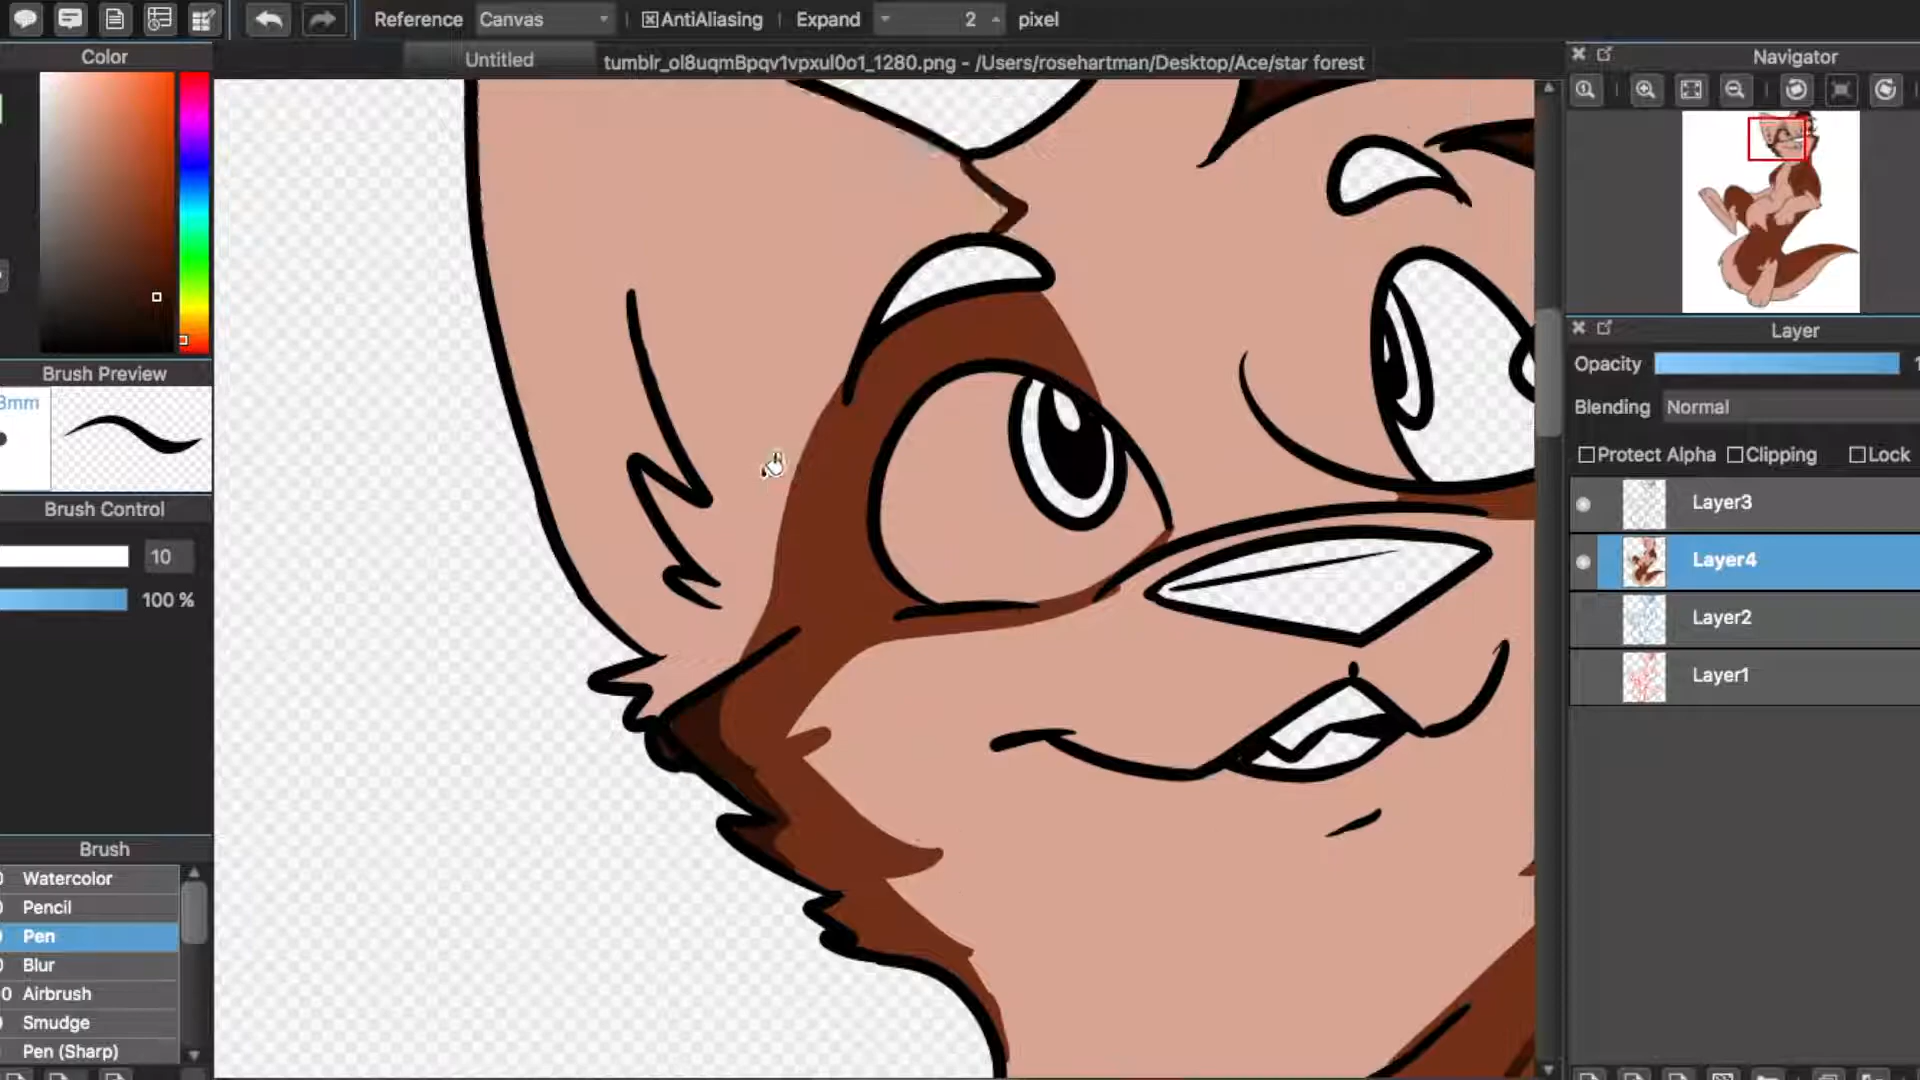 Reference Canvas AntiAliasing Expand 2 pixel
Color
Untitled
tumblr_ol8uqmBpqv1vpxul0o1_1280.png - /Users/rosehartman/Desktop/Ace/star forest
Navigator
Brush Preview
3mm
Brush Control
10
100 %
Brush
Watercolor
Pencil
Pen
Blur
0 Airbrush
Smudge
Pen (Sharp)
Layer
Opacity
Blending Normal
Protect Alpha Clipping Lock
Layer3
Layer4
Layer2
Layer1